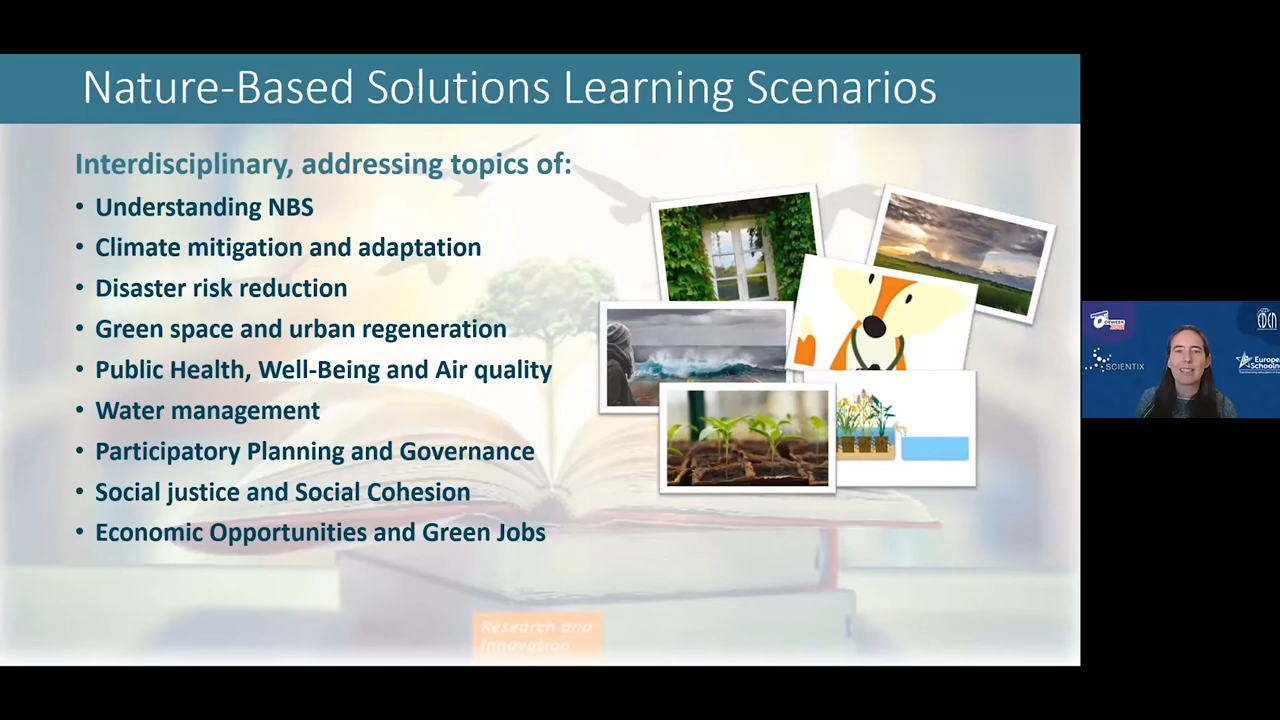 Nature-Based Solutions Learning Scenarios
Interdisciplinary, addressing topics of:
• Understanding NBS
• Climate mitigation and adaptation
• Disaster risk reduction
• Green space and urban regeneration
• Public Health, Well-Being and Air quality
• Water management
• Participatory Planning and Governance
• Social justice and Social Cohesion
• Economic Opportunities and Green Jobs
Research and
Innovation
SCIENTIX
Europe
Schooln